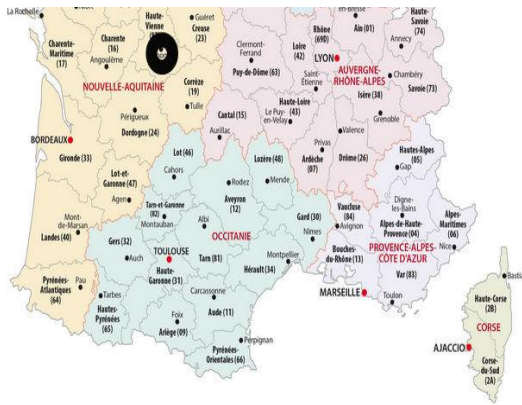 La Rochelle
Haute-
Vienne
Guéret
Creuse
(23)
en-Bresse
Rhône
(69D)
Ain (01)
Haute-
Savoie
(74)
Charente-
Maritime
(17)
Charente
(16)
Angoulême
Clermont-
Ferrand
Loire
(42)
Annecy
LYON
Puy-de-Dôme (63)
AUVERGNE-
RHÔNE-ALPES
Chambéry
NOUVELLE-AQUITAINE
Corrèze
(19)
Tulle
Saint-
Etienne
Isère (38)
Savoie (73)
Périgueux
Dordogne (24)
Cantal (15)
Aurillac
Haute-Loire
(43)
Le Puy-
en-Velay
Grenoble
Valence
BORDEAUX
Gironde (33)
Lot (46)
Cahors
Lozère (48)
Mende
Privas
Ardèche
(07)
Drôme (26)
Hautes-Alpes
(05)
Gap
Lot-et-
Garonne
(47)
Agen
Tarn-et-Garonne
(82)
Montauban
Rodez
Aveyron
(12)
Digne-
les-Bains
Mont-
de-Marsan
Landes (40)
Albi
Gard (30)
Nîmes
Vaucluse
(84)
Avignon
Alpes-de-Haute-
Provence (04)
Alpes-
Maritimes
(06)
Nice
Gers (32)
Auch
TOULOUSE
OCCITANIE
Haute-
Garonne
(31)
Tarn (81)
Montpellier
Hérault (34)
Bouches-
du-Rhône (13)
PROVENCE-ALPES-
CÔTE D'AZUR
Var (83)
Pyrénées-
Atlantiques
(64)
Pau
Tarbes
Hautes-
Pyrénées
(65)
Carcassonne
Aude (11)
Foix
Ariège (09)
MARSEILLE
Toulon
Perpignan
Pyrénées-
Orientales (66)
Basti
Haute-Corse
(2B)
CORSE
AJACCIO
Corse-
du-Sud
(2A)